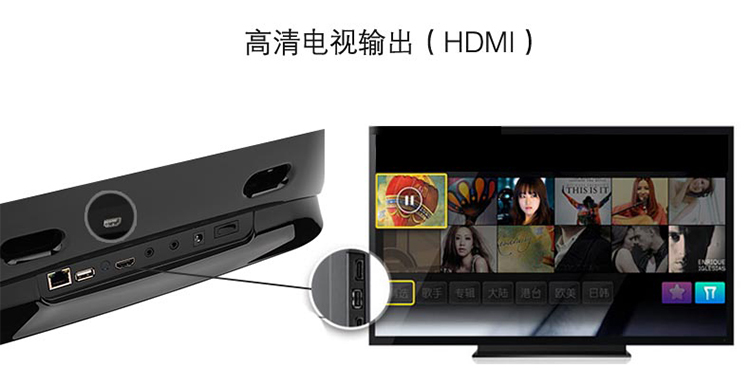 高清电视输出（HDMI）
THIS IS IT
ENRIQUE
IGLESIAS
歌手 专辑 大陆 港台 欧美 日韩